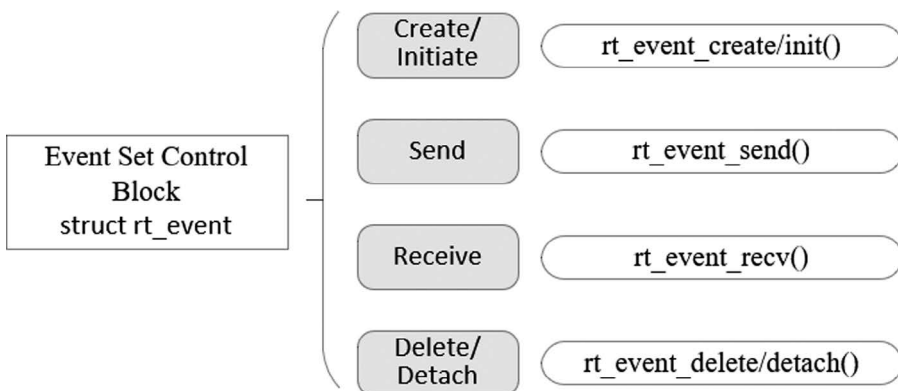 Event Set Control
Block
struct rt_event
Create/
Initiate
rt_event_create/init()
Send
rt_event_send()
Receive
rt_event_recv()
Delete/
Detach
rt_event_delete/detach()